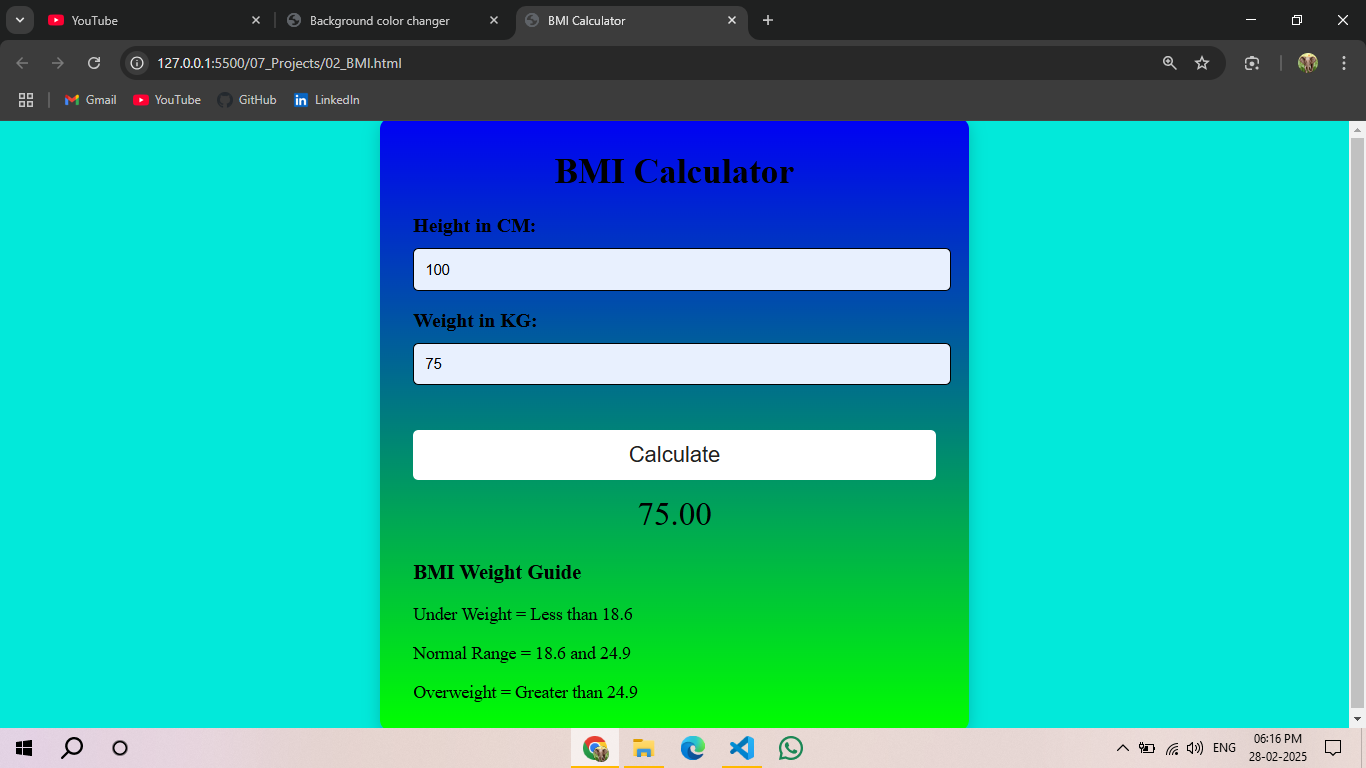 YouTube
Background color changer
BMI Calculator
127.0.0.1:5500/07_Projects/02_BMI.html
Gmail
YouTube
GitHub
LinkedIn
BMI Calculator
Height in CM:
100
Weight in KG:
75
Calculate
75.00
BMI Weight Guide
Under Weight = Less than 18.6
Normal Range = 18.6 and 24.9
Overweight = Greater than 24.9
ENG
06:16 PM
28-02-2025